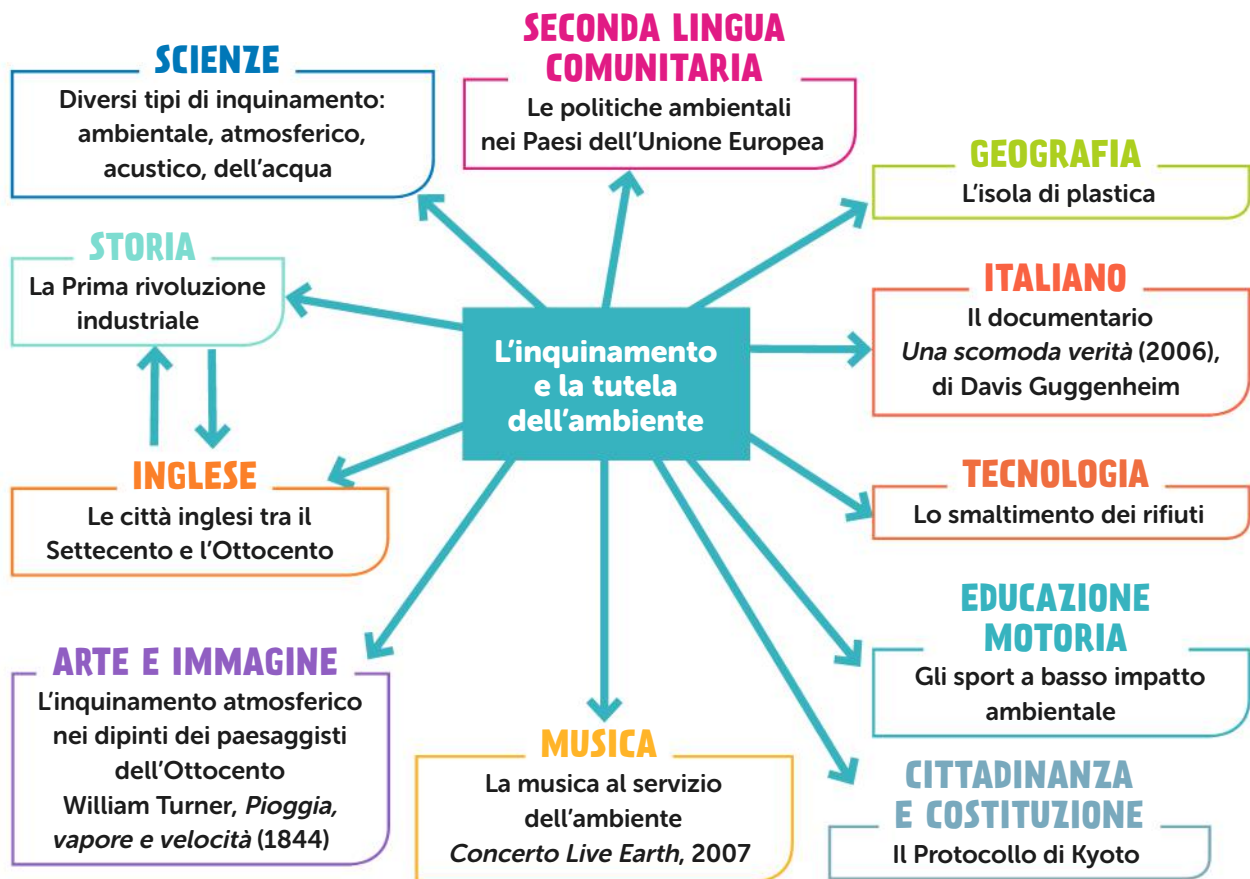 SCIENZE
Diversi tipi di inquinamento:
ambientale, atmosferico,
acustico, dell'acqua
SECONDA LINGUA
COMUNITARIA
Le politiche ambientali
nei Paesi dell'Unione Europea
GEOGRAFIA
L'isola di plastica
STORIA
La Prima rivoluzione
industriale
L'inquinamento
e la tutela
dell'ambiente
ITALIANO
Il documentario
Una scomoda verità (2006),
di Davis Guggenheim
INGLESE
Le città inglesi tra il
Settecento e l'Ottocento
TECNOLOGIA
Lo smaltimento dei rifiuti
EDUCAZIONE
MOTORIA
Gli sport a basso impatto
ambientale
ARTE E IMMAGINE
L'inquinamento atmosferico
nei dipinti dei paesaggisti
dell'Ottocento
William Turner, Pioggia,
vapore e velocità (1844)
MUSICA
La musica al servizio
dell'ambiente
Concerto Live Earth, 2007
CITTADINANZA
E COSTITUZIONE
Il Protocollo di Kyoto